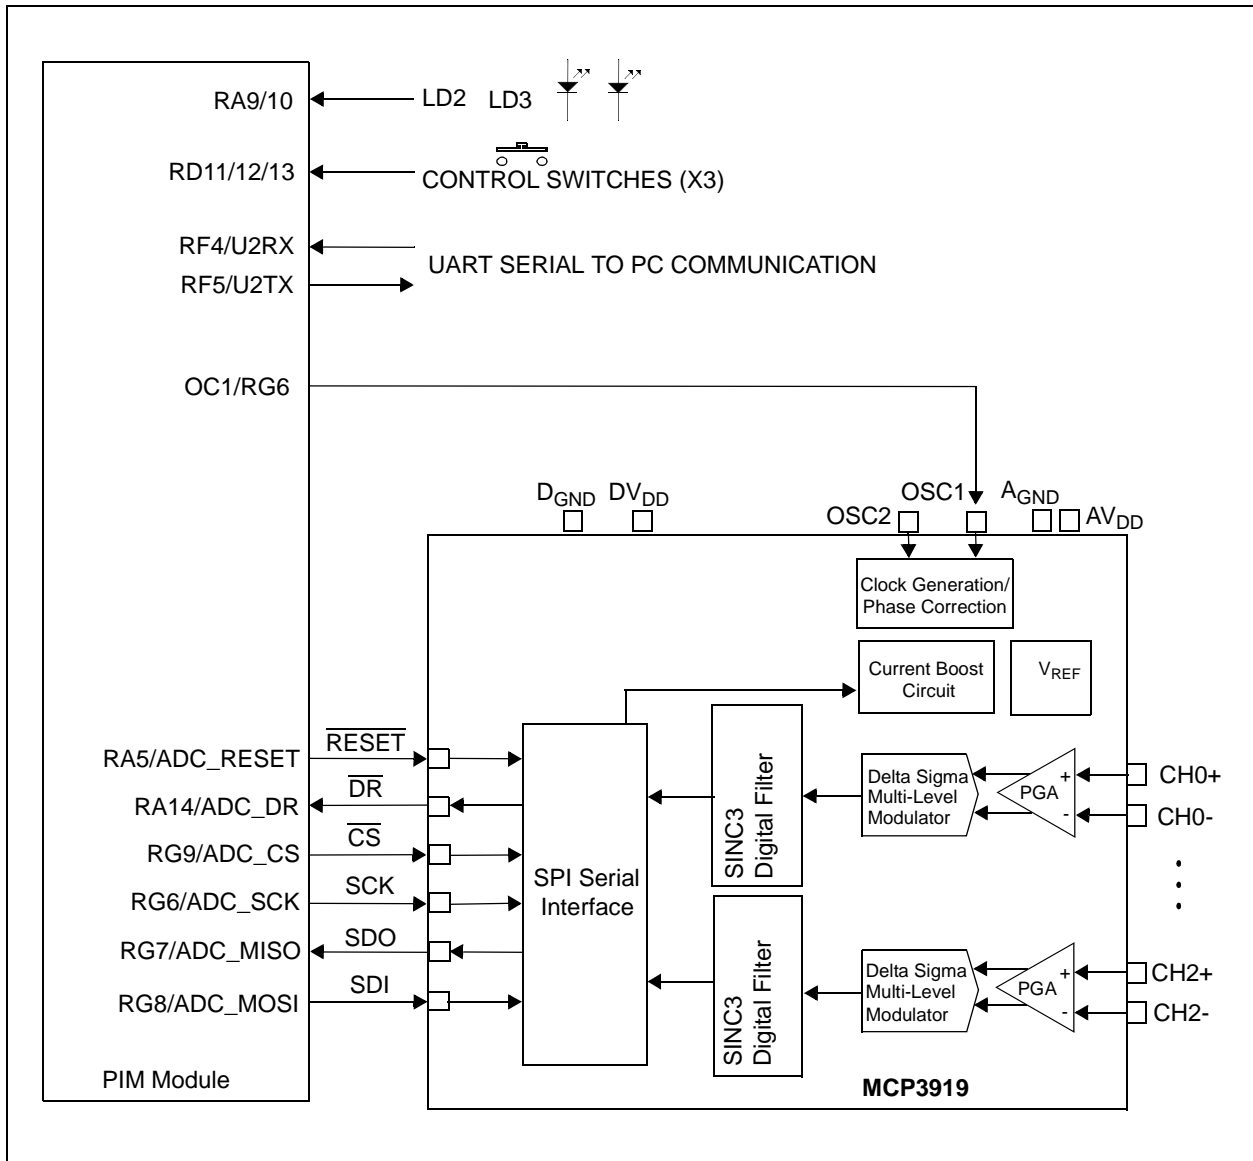 RA9/10
LD2
LD3
RD11/12/13
CONTROL SWITCHES (X3)
RF4/U2RX
RF5/U2TX
UART SERIAL TO PC COMMUNICATION
OC1/RG6
DGND
DVDD
OSC2
OSC1
AGND
AVDD
Clock Generation/
Phase Correction
Current Boost
Circuit
VREF
RA5/ADC_RESET
RESET
RA14/ADC_DR
DR
RG9/ADC_CS
CS
RG6/ADC_SCK
SCK
RG7/ADC_MISO
SDO
RG8/ADC_MOSI
SDI
SPI Serial
Interface
SINC3
Digital Filter
Delta Sigma
Multi-Level
Modulator
PGA
+
-
CH0+
CH0-
SINC3
Digital Filter
Delta Sigma
Multi-Level
Modulator
PGA
+
-
CH2+
CH2-
PIM Module
MCP3919